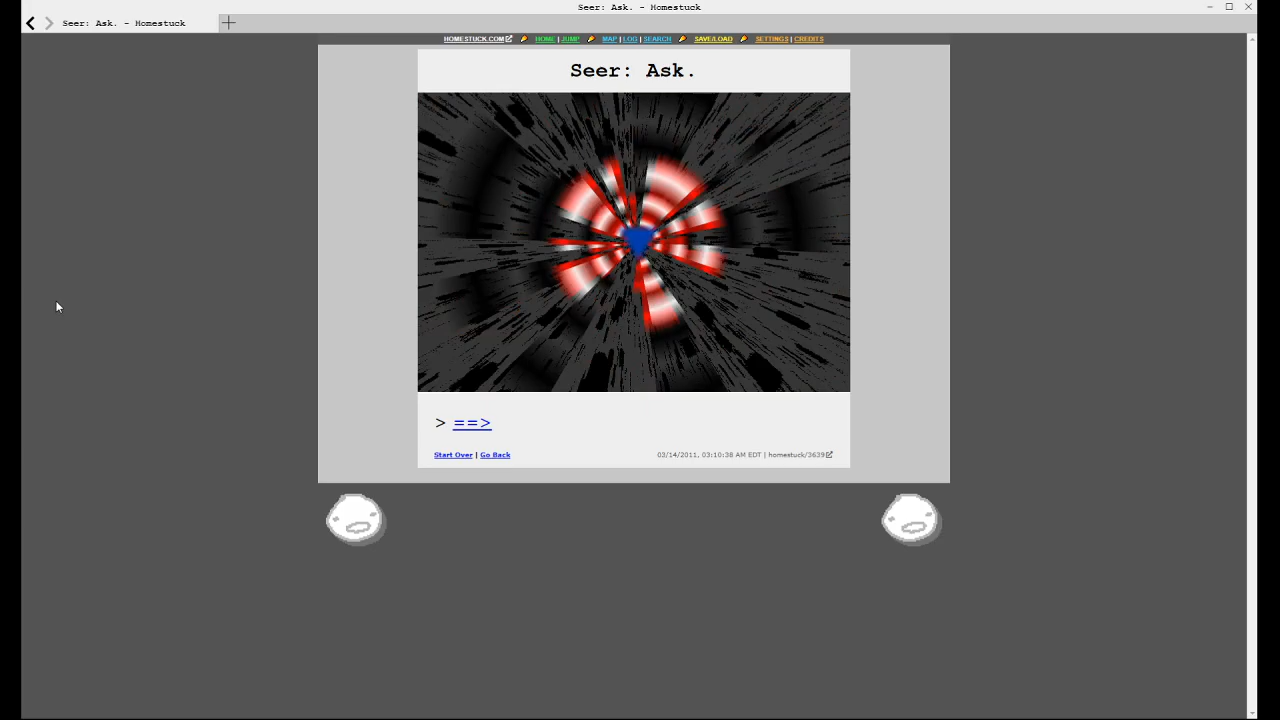 Seer: Ask. - Homestuck
Seer: Ask. - Homestuck
HOMESTUCK.COM HOME | JUMP MAP | LOG | SEARCH SAVE/LOAD SETTINGS | CREDITS
Seer: Ask.
> ==>
Start Over | Go Back 03/14/2011, 03:10:38 AM EDT | homestuck/3639